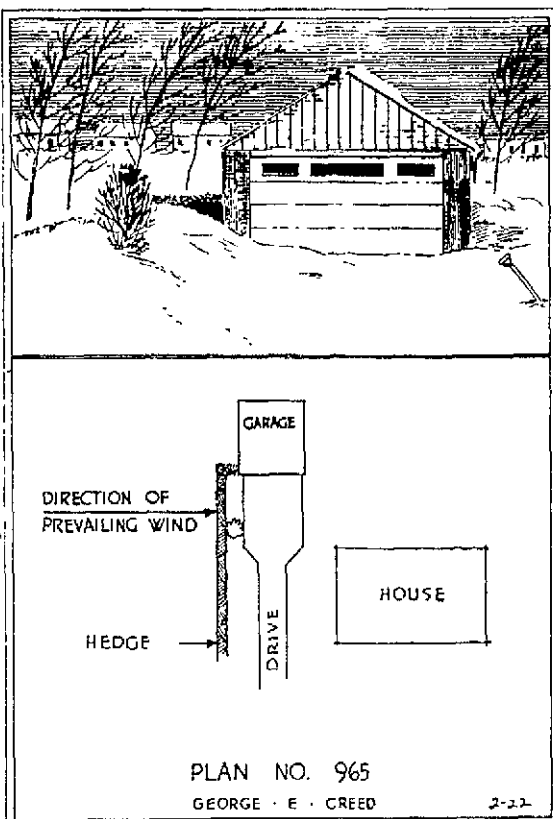 GARAGE
DIRECTION OF
PREVAILING WIND
HOUSE
HEDGE
DRIVE
PLAN NO. 965
GEORGE · E · CREED
2-22